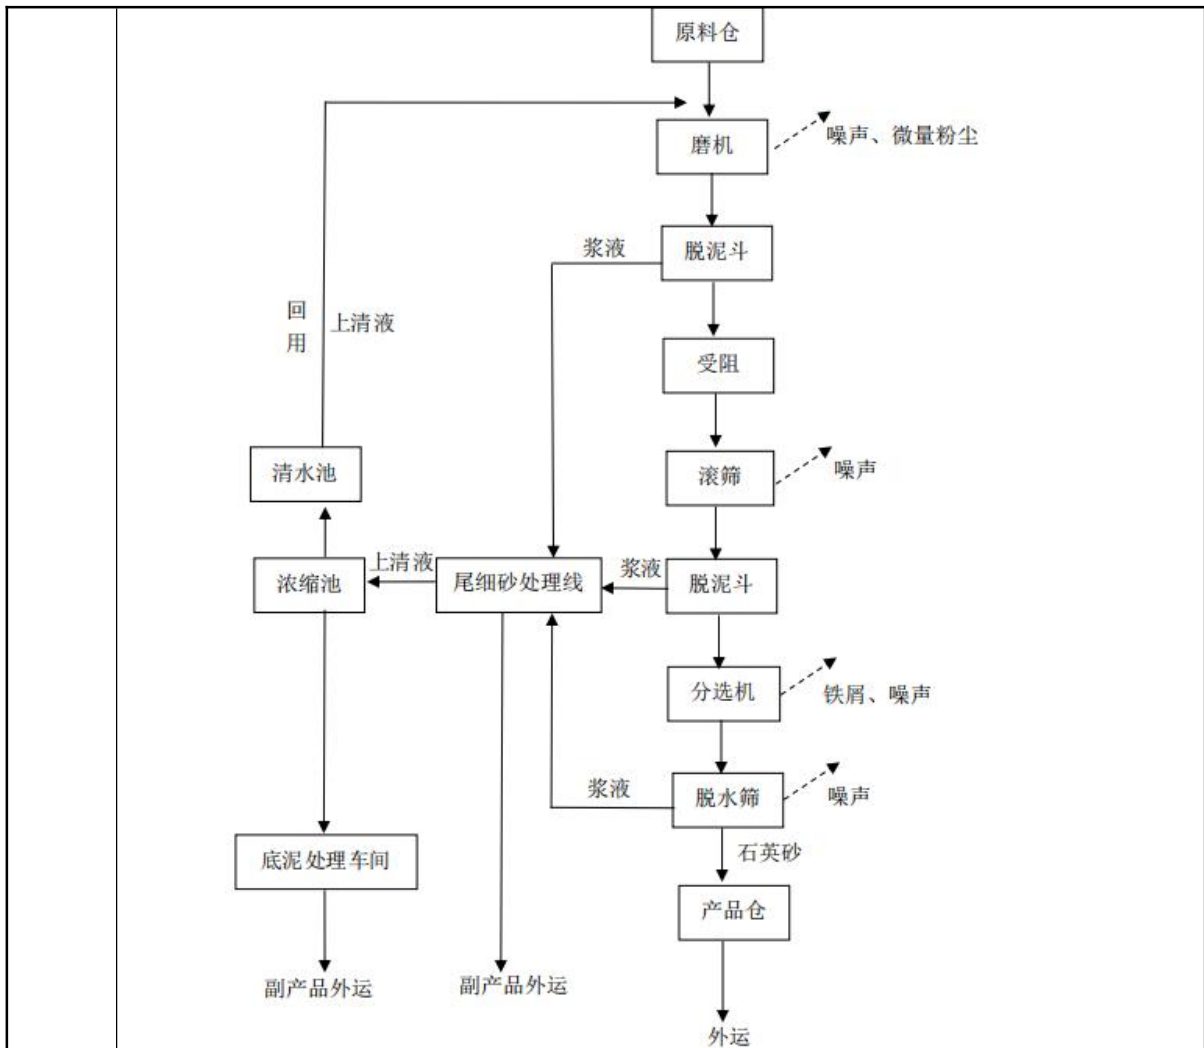 原料仓
磨机
噪声、微量粉尘
浆液
脱泥斗
回用
上清液
受阻
清水池
滚筛
噪声
浓缩池
上清液
尾细砂处理线
浆液
脱泥斗
分选机
铁屑、噪声
浆液
脱水筛
噪声
石英砂
底泥处理车间
产品仓
副产品外运
副产品外运
外运